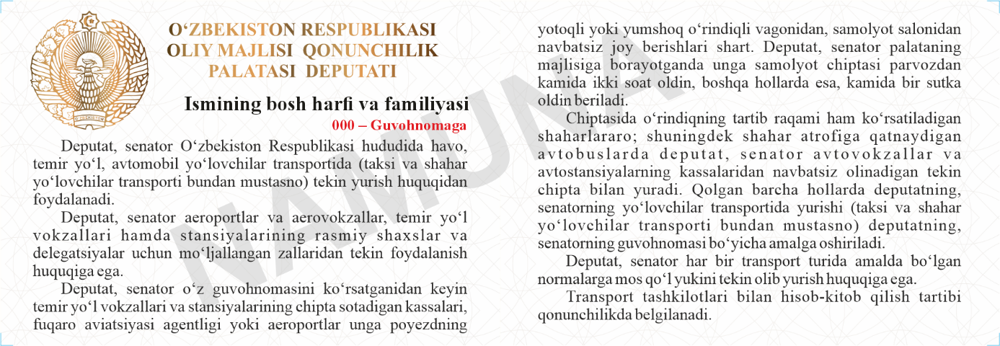 O‘ZBEKISTON RESPUBLIKASI
OLIY MAJLISI QONUNCHILIK
PALATASI DEPUTATI
O‘ZBEKISTON
Ismining bosh harfi va familiyasi
000 – Guvohnomaga
Deputat, senator O‘zbekiston Respublikasi hududida havo,
temir yo‘l, avtomobil yo‘lovchilar transportida (taksi va shahar
yo‘lovchilar transporti bundan mustasno) tekin yurish huquqidan
foydalanadi.
Deputat, senator aeroportlar va aerovokzallar, temir yo‘l
vokzallari hamda stansiyalarining rasmiy shaxslar va
delegatsiyalar uchun mo‘ljallangan zallaridan tekin foydalanish
huquqiga ega.
Deputat, senator o‘z guvohnomasini ko‘rsatganidan keyin
temir yo‘l vokzallari va stansiyalarining chipta sotadigan kassalari,
fuqaro aviatsiyasi agentligi yoki aeroportlar unga poyezdning
yotoqli yoki yumshoq o‘rindiqli vagonidan, samolyot salonidan
navbatsiz joy berishlari shart. Deputat, senator palataning
majlisiga borayotganda unga samolyot chiptasi parvozdan
kamida ikki soat oldin, boshqa hollarda esa, kamida bir sutka
oldin beriladi.
Chiptasida o‘rindiqning tartib raqami ham ko‘rsatiladigan
shaharlararo; shuningdek shahar atrofiga qatnaydigan
avtobuslarda deputat, senator avtovokzallar va
avtostansiyalarning kassalaridan navbatsiz olinadigan tekin
chipta bilan yuradi. Qolgan barcha hollarda deputatning,
senatorning yo‘lovchilar transportida yurishi (taksi va shahar
yo‘lovchilar transporti bundan mustasno) deputatning,
senatorning guvohnomasi bo‘yicha amalga oshiriladi.
Deputat, senator har bir transport turida amalda bo‘lgan
normalarga mos qo‘l yukini tekin olib yurish huquqiga ega.
Transport tashkilotlari bilan hisob-kitob qilish tartibi
qonunchilikda belgilanadi.
NAMUNA